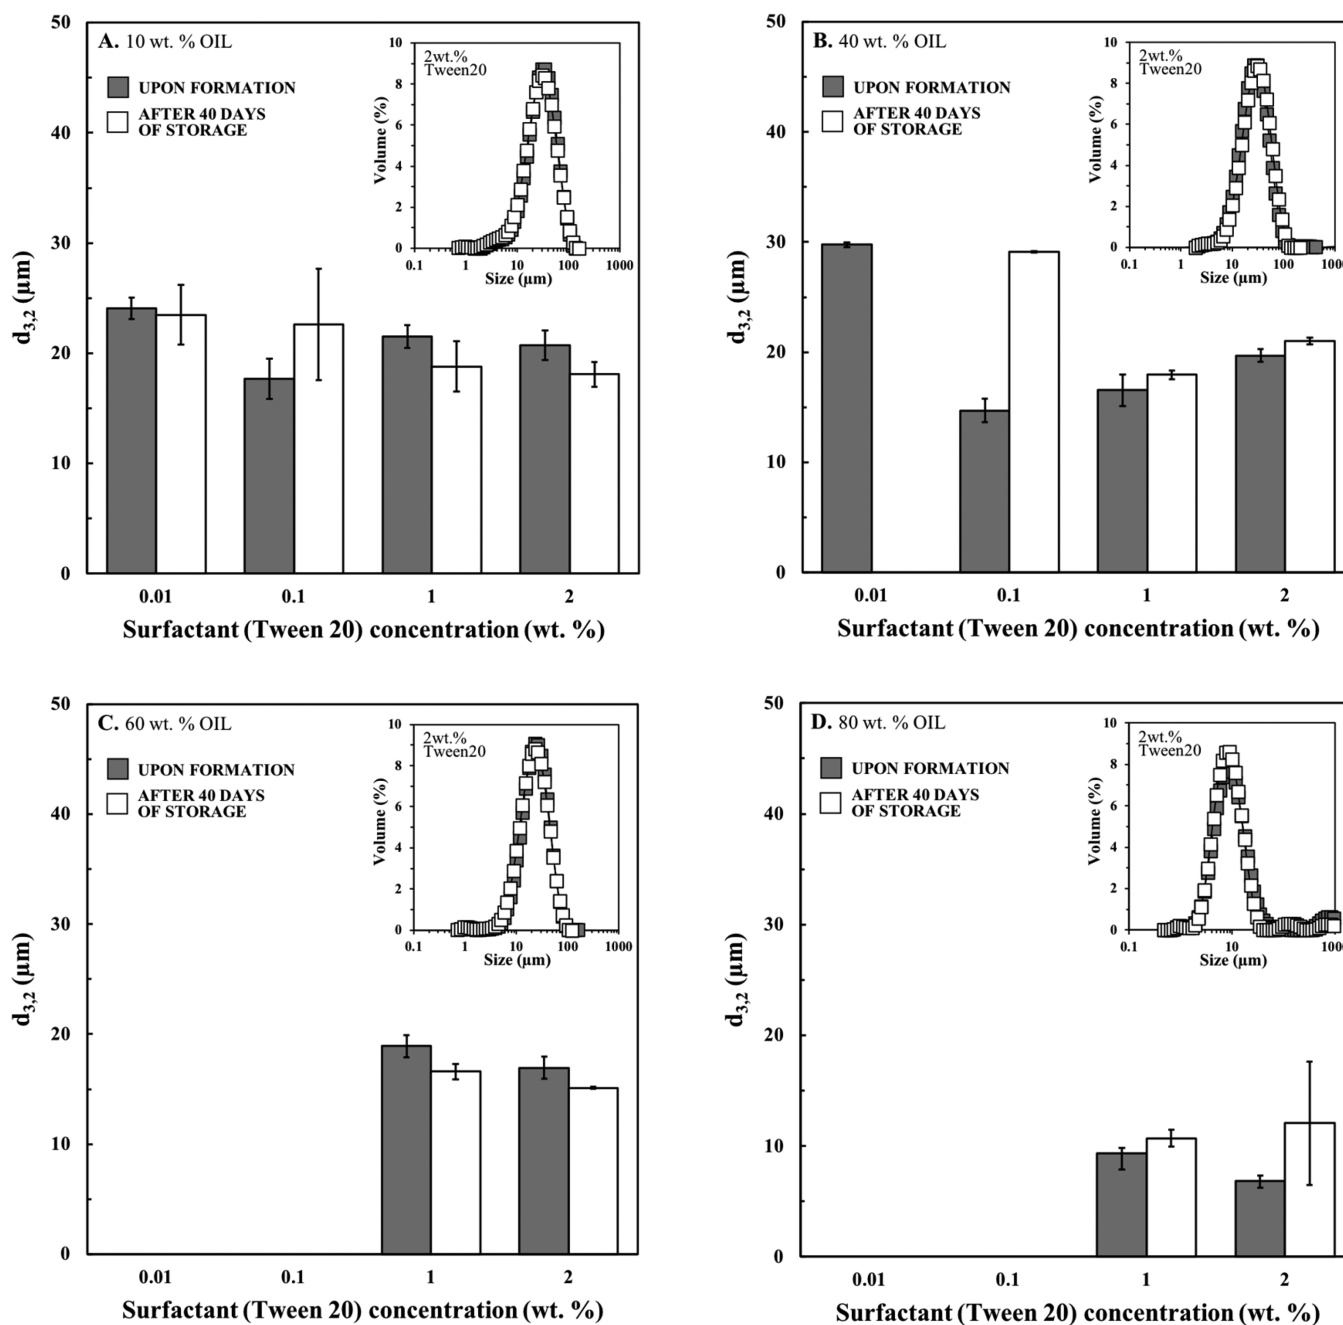 50
A. 10 wt. % OIL
UPON FORMATION
AFTER 40 DAYS
OF STORAGE
40
30
20
10
0
d3,2 (µm)
2wt.%
Tween20
10
8
6
4
2
0
Volume (%)
0.1 1 10 100 1000
Size (µm)
0.01 0.1 1 2
Surfactant (Tween 20) concentration (wt. %)
50
B. 40 wt. % OIL
UPON FORMATION
AFTER 40 DAYS
OF STORAGE
40
30
20
10
0
d3,2 (µm)
2wt.%
Tween20
10
8
6
4
2
0
Volume (%)
0.1 1 10 100 1000
Size (µm)
0.01 0.1 1 2
Surfactant (Tween 20) concentration (wt. %)
50
C. 60 wt. % OIL
UPON FORMATION
AFTER 40 DAYS
OF STORAGE
40
30
20
10
0
d3,2 (µm)
2wt.%
Tween20
10
8
6
4
2
0
Volume (%)
0.1 1 10 100 1000
Size (µm)
0.01 0.1 1 2
Surfactant (Tween 20) concentration (wt. %)
50
D. 80 wt. % OIL
UPON FORMATION
AFTER 40 DAYS
OF STORAGE
40
30
20
10
0
d3,2 (µm)
2wt.%
Tween20
10
8
6
4
2
0
Volume (%)
0.1 10 1000
Size (µm)
0.01 0.1 1 2
Surfactant (Tween 20) concentration (wt. %)